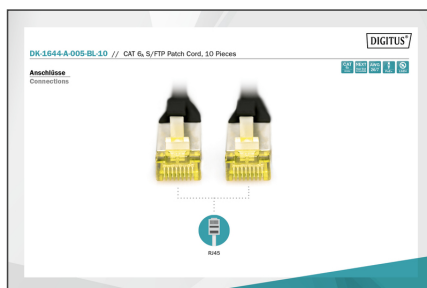 DIGITUS®
DK-1644-A-005-BL-10 // CAT 6A S/FTP Patch Cord, 10 Pieces
Anschlüsse
Connections
RJ45